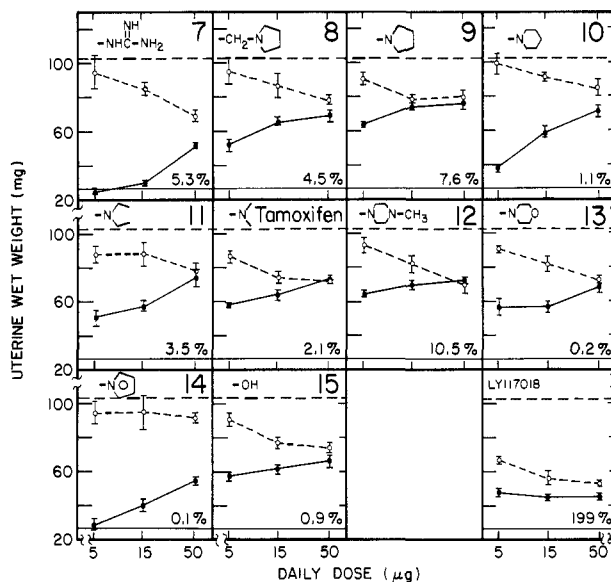 UTERINE WET WEIGHT (mg)
NH
-NHCNH₂ 7
-CH₂-N 8
-N 9
-N 10
100
60
20
5,3%
4,5%
7,6%
1.1%
-N 11
-N Tamoxifen
-N N-CH₃ 12
-N O 13
100
60
20
3,5%
2.1%
10.5%
0.2%
-N 14
-OH 15
LY117018
100
60
20
0.1%
0.9%
199%
5 15 50 5 15 50 5 15 50
DAILY DOSE (μg)